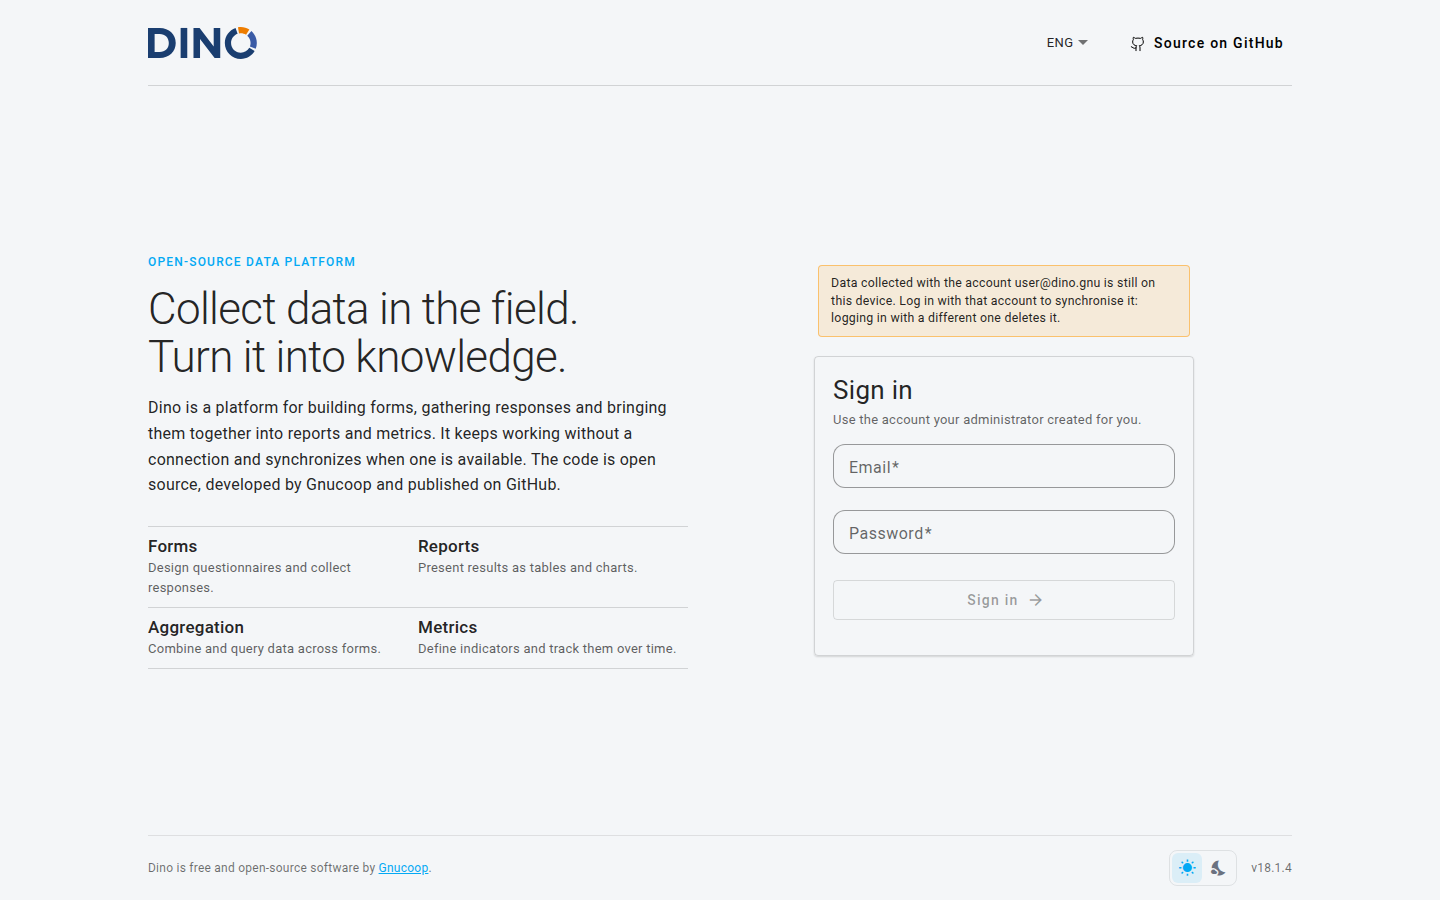 DINO
ENG
Source on GitHub
OPEN-SOURCE DATA PLATFORM
Collect data in the field.
Turn it into knowledge.
Dino is a platform for building forms, gathering responses and bringing
them together into reports and metrics. It keeps working without a
connection and synchronizes when one is available. The code is open
source, developed by Gnucoop and published on GitHub.
Forms
Design questionnaires and collect
responses.
Reports
Present results as tables and charts.
Aggregation
Combine and query data across forms.
Metrics
Define indicators and track them over time.
Data collected with the account user@dino.gnu is still on
this device. Log in with that account to synchronise it:
logging in with a different one deletes it.
Sign in
Use the account your administrator created for you.
Email*
Password*
Sign in
Dino is free and open-source software by Gnucoop.
v18.1.4